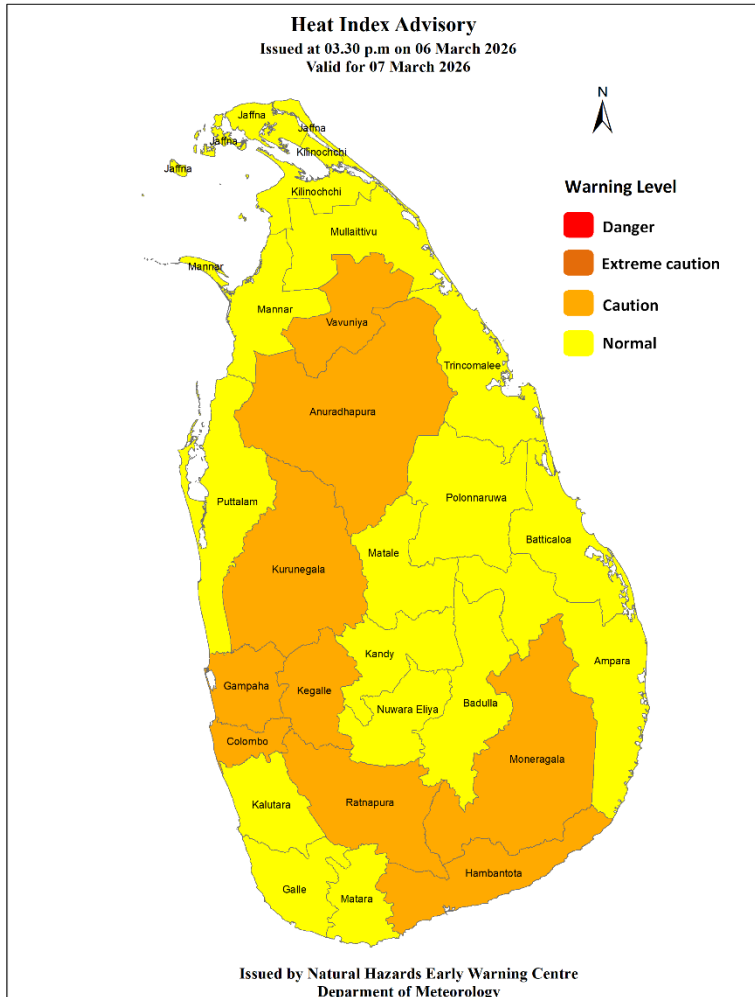 Heat Index Advisory
Issued at 03.30 p.m on 06 March 2026
Valid for 07 March 2026
N
Jaffna
Jaffna
Jaffna
Kilinochchi
Jaffna
Kilinochchi
Warning Level
Danger
Extreme caution
Caution
Normal
Mullaittivu
Mannar
Mannar
Vavuniya
Trincomalee
Anuradhapura
Puttalam
Polonnaruwa
Batticaloa
Matale
Kurunegala
Kandy
Ampara
Gampaha
Kegalle
Nuwara Eliya
Badulla
Colombo
Moneragala
Kalutara
Ratnapura
Hambantota
Galle
Matara
Issued by Natural Hazards Early Warning Centre
Deparment of Meteorology